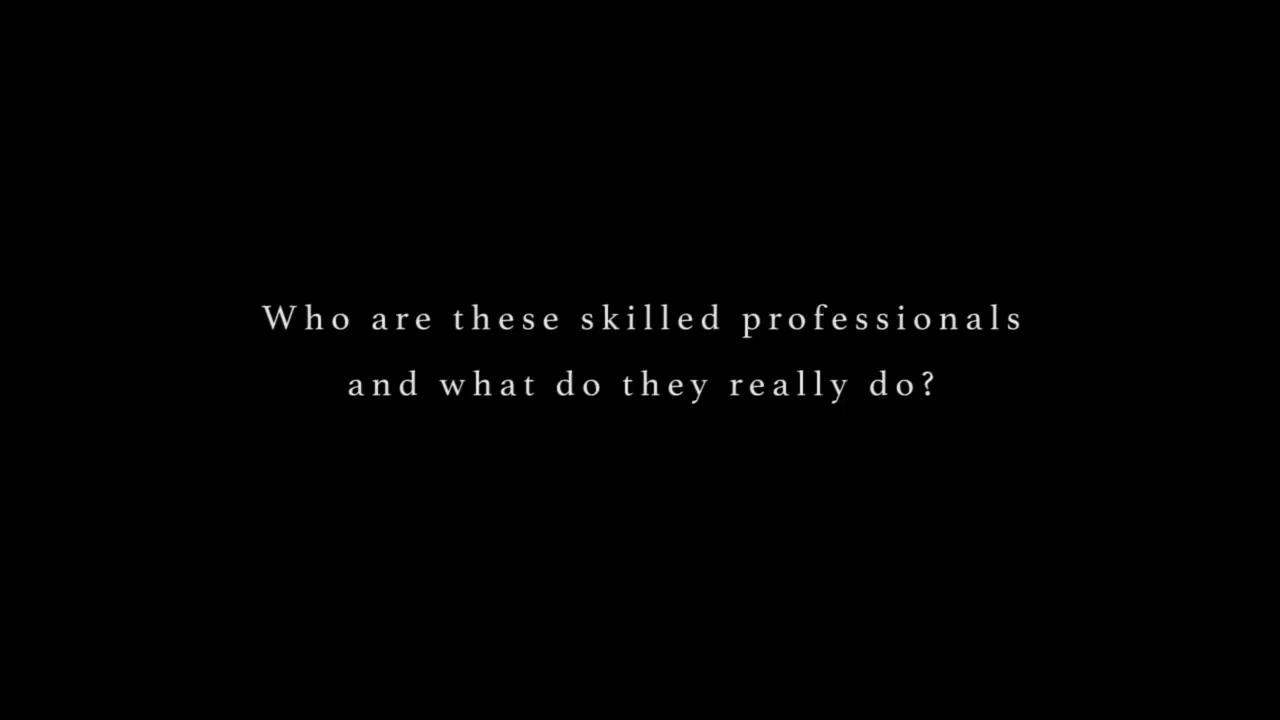 Who are these skilled professionals
and what do they really do?